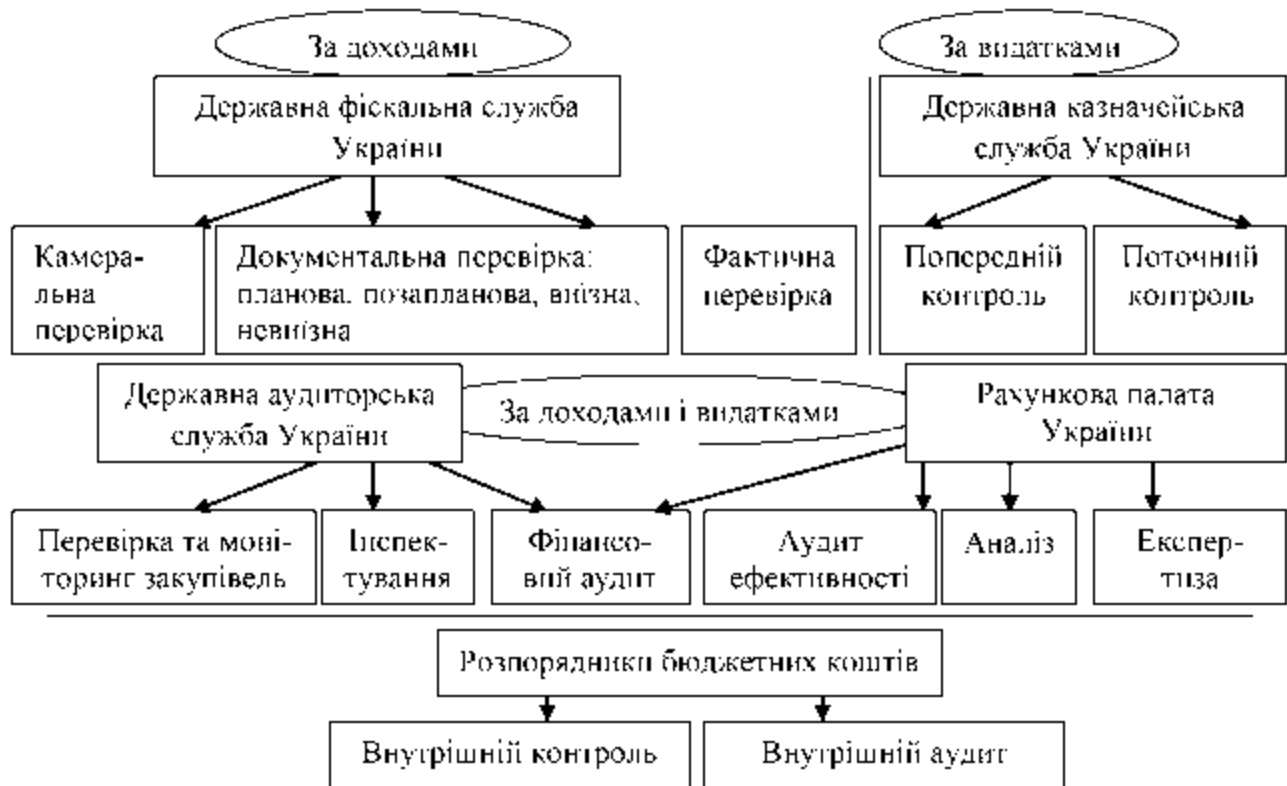 За доходами
За видатками
Державна фіскальна служба
України
Державна казначейська
служба України
Камера-
льна
перевірка
Документальна перевірка:
планова, позапланова, виїзна,
невиїзна
Фактична
перевірка
Попередній
контроль
Поточний
контроль
Державна аудиторська
служба України
За доходами і видатками
Рахункова палата
України
Перевірка та моні-
торинг закупівель
Інспек-
тування
Фінансо-
вий аудит
Аудит
ефективності
Аналіз
Експер-
тиза
Розпорядники бюджетних коштів
Внутрішній контроль
Внутрішній аудит